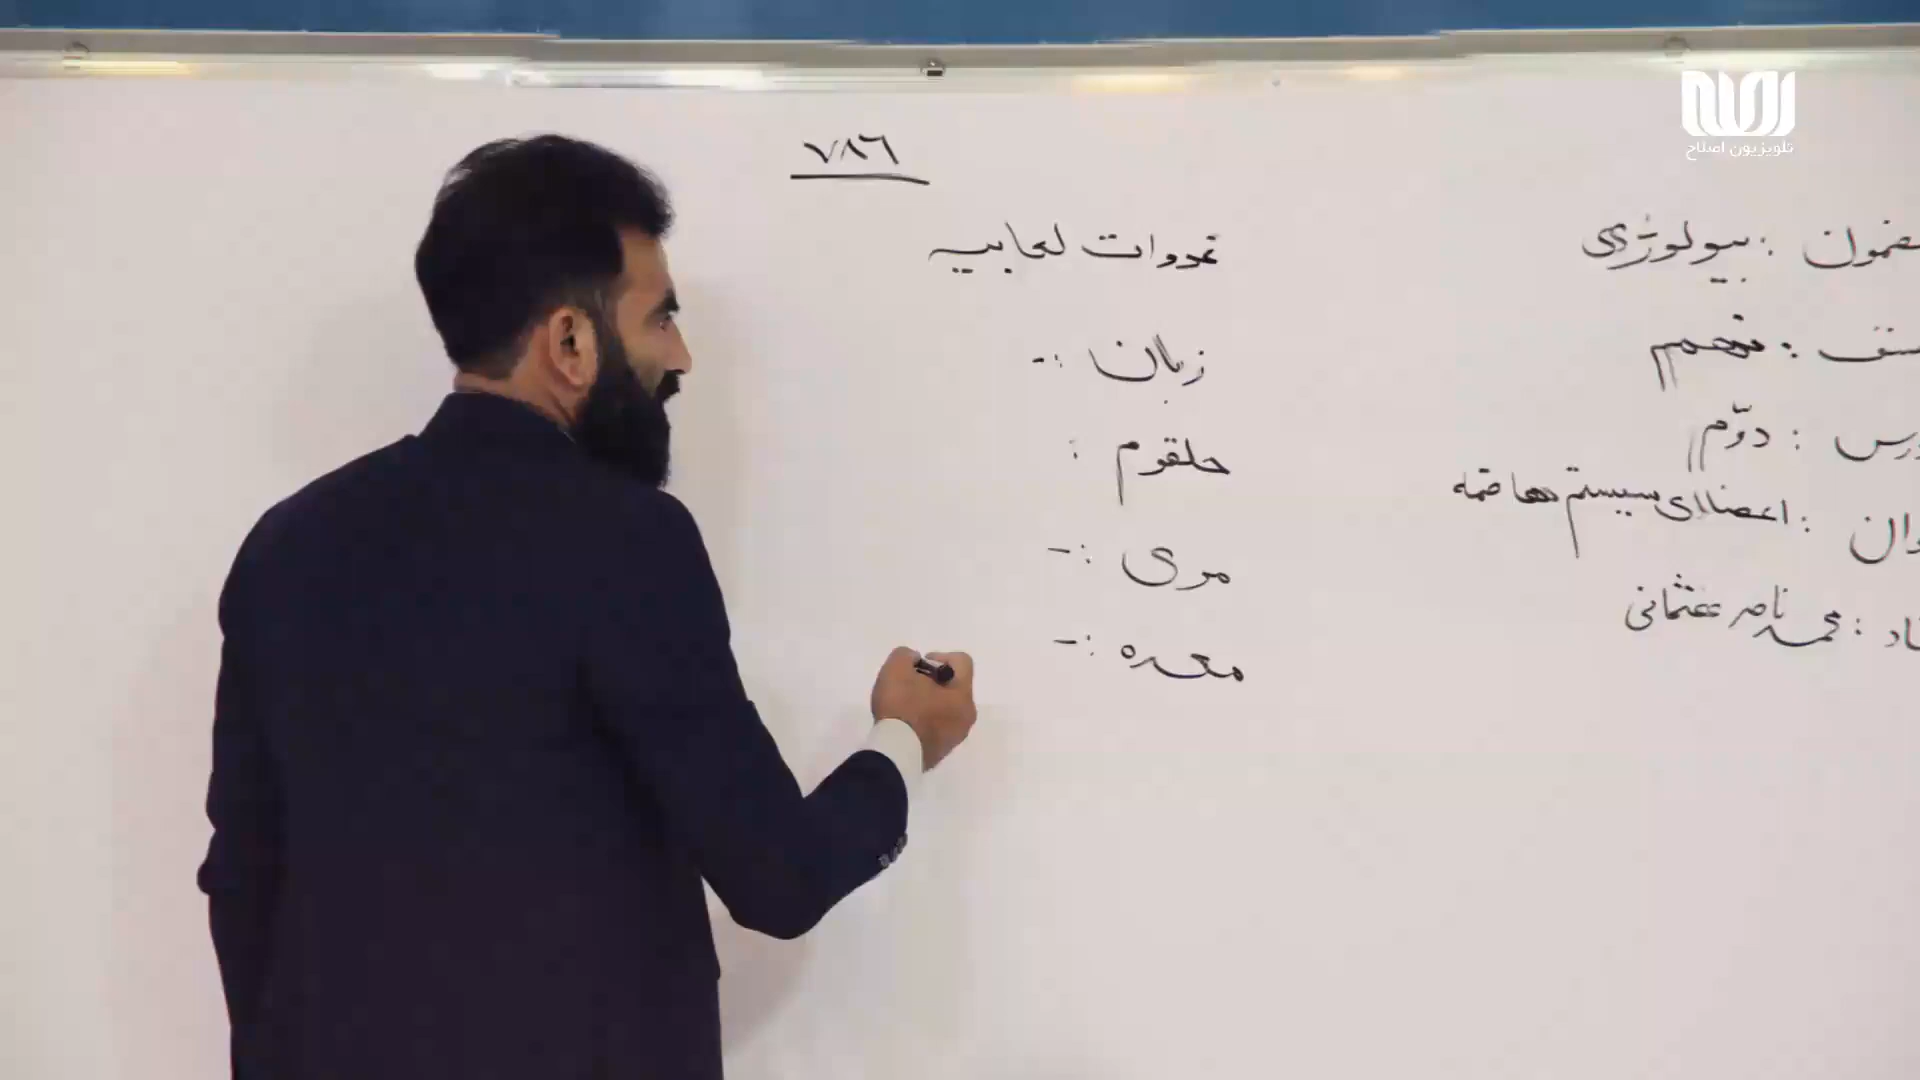 ٧٨٦
تلویزیون اصلاح
مضمون : بیولوژی
صنف : نهم
درس : دوّم
عنوان : اعضای سیستم هاضمه
استاد : محمد ناصر عثمانی
غدوات لعابیه
زبان :-
حلقوم :
مری :-
معده :-